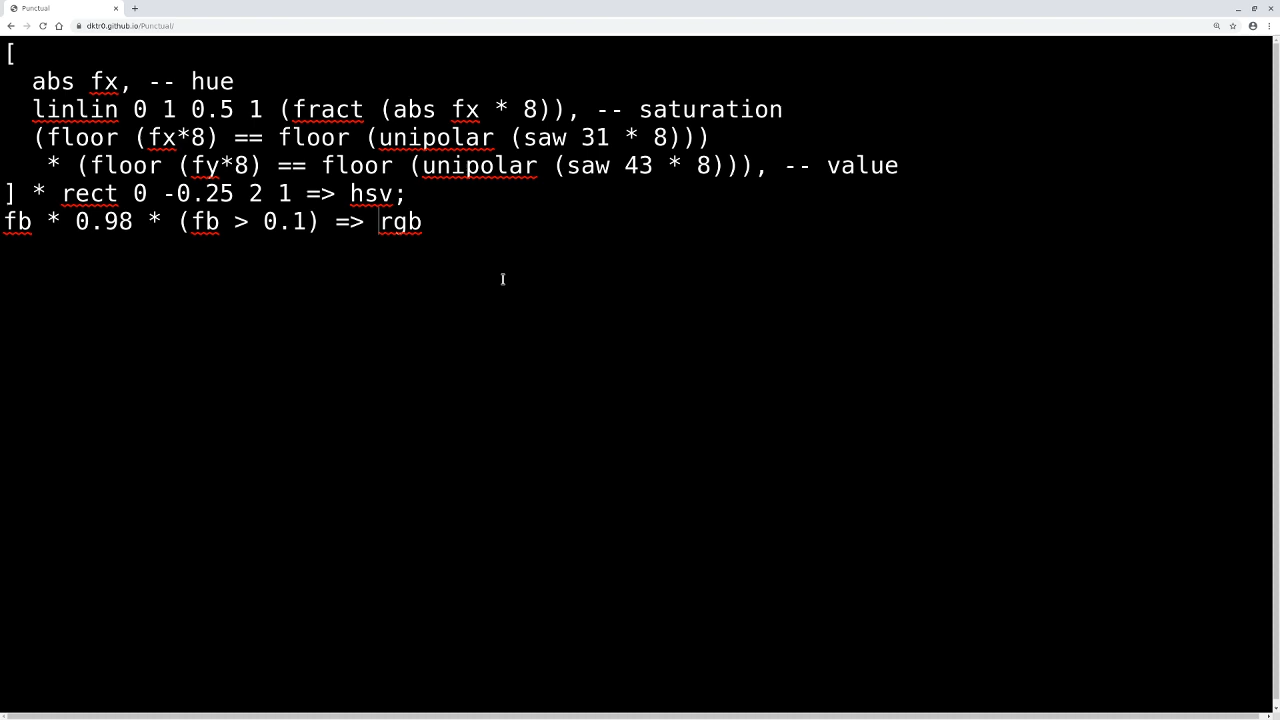 Punctual
dktr0.github.io/Punctual/
[
abs fx, -- hue
linlin 0 1 0.5 1 (fract (abs fx * 8)), -- saturation
(floor (fx*8) == floor (unipolar (saw 31 * 8)))
* (floor (fy*8) == floor (unipolar (saw 43 * 8))), -- value
] * rect 0 -0.25 2 1 => hsv;
fb * 0.98 * (fb > 0.1) => rgb